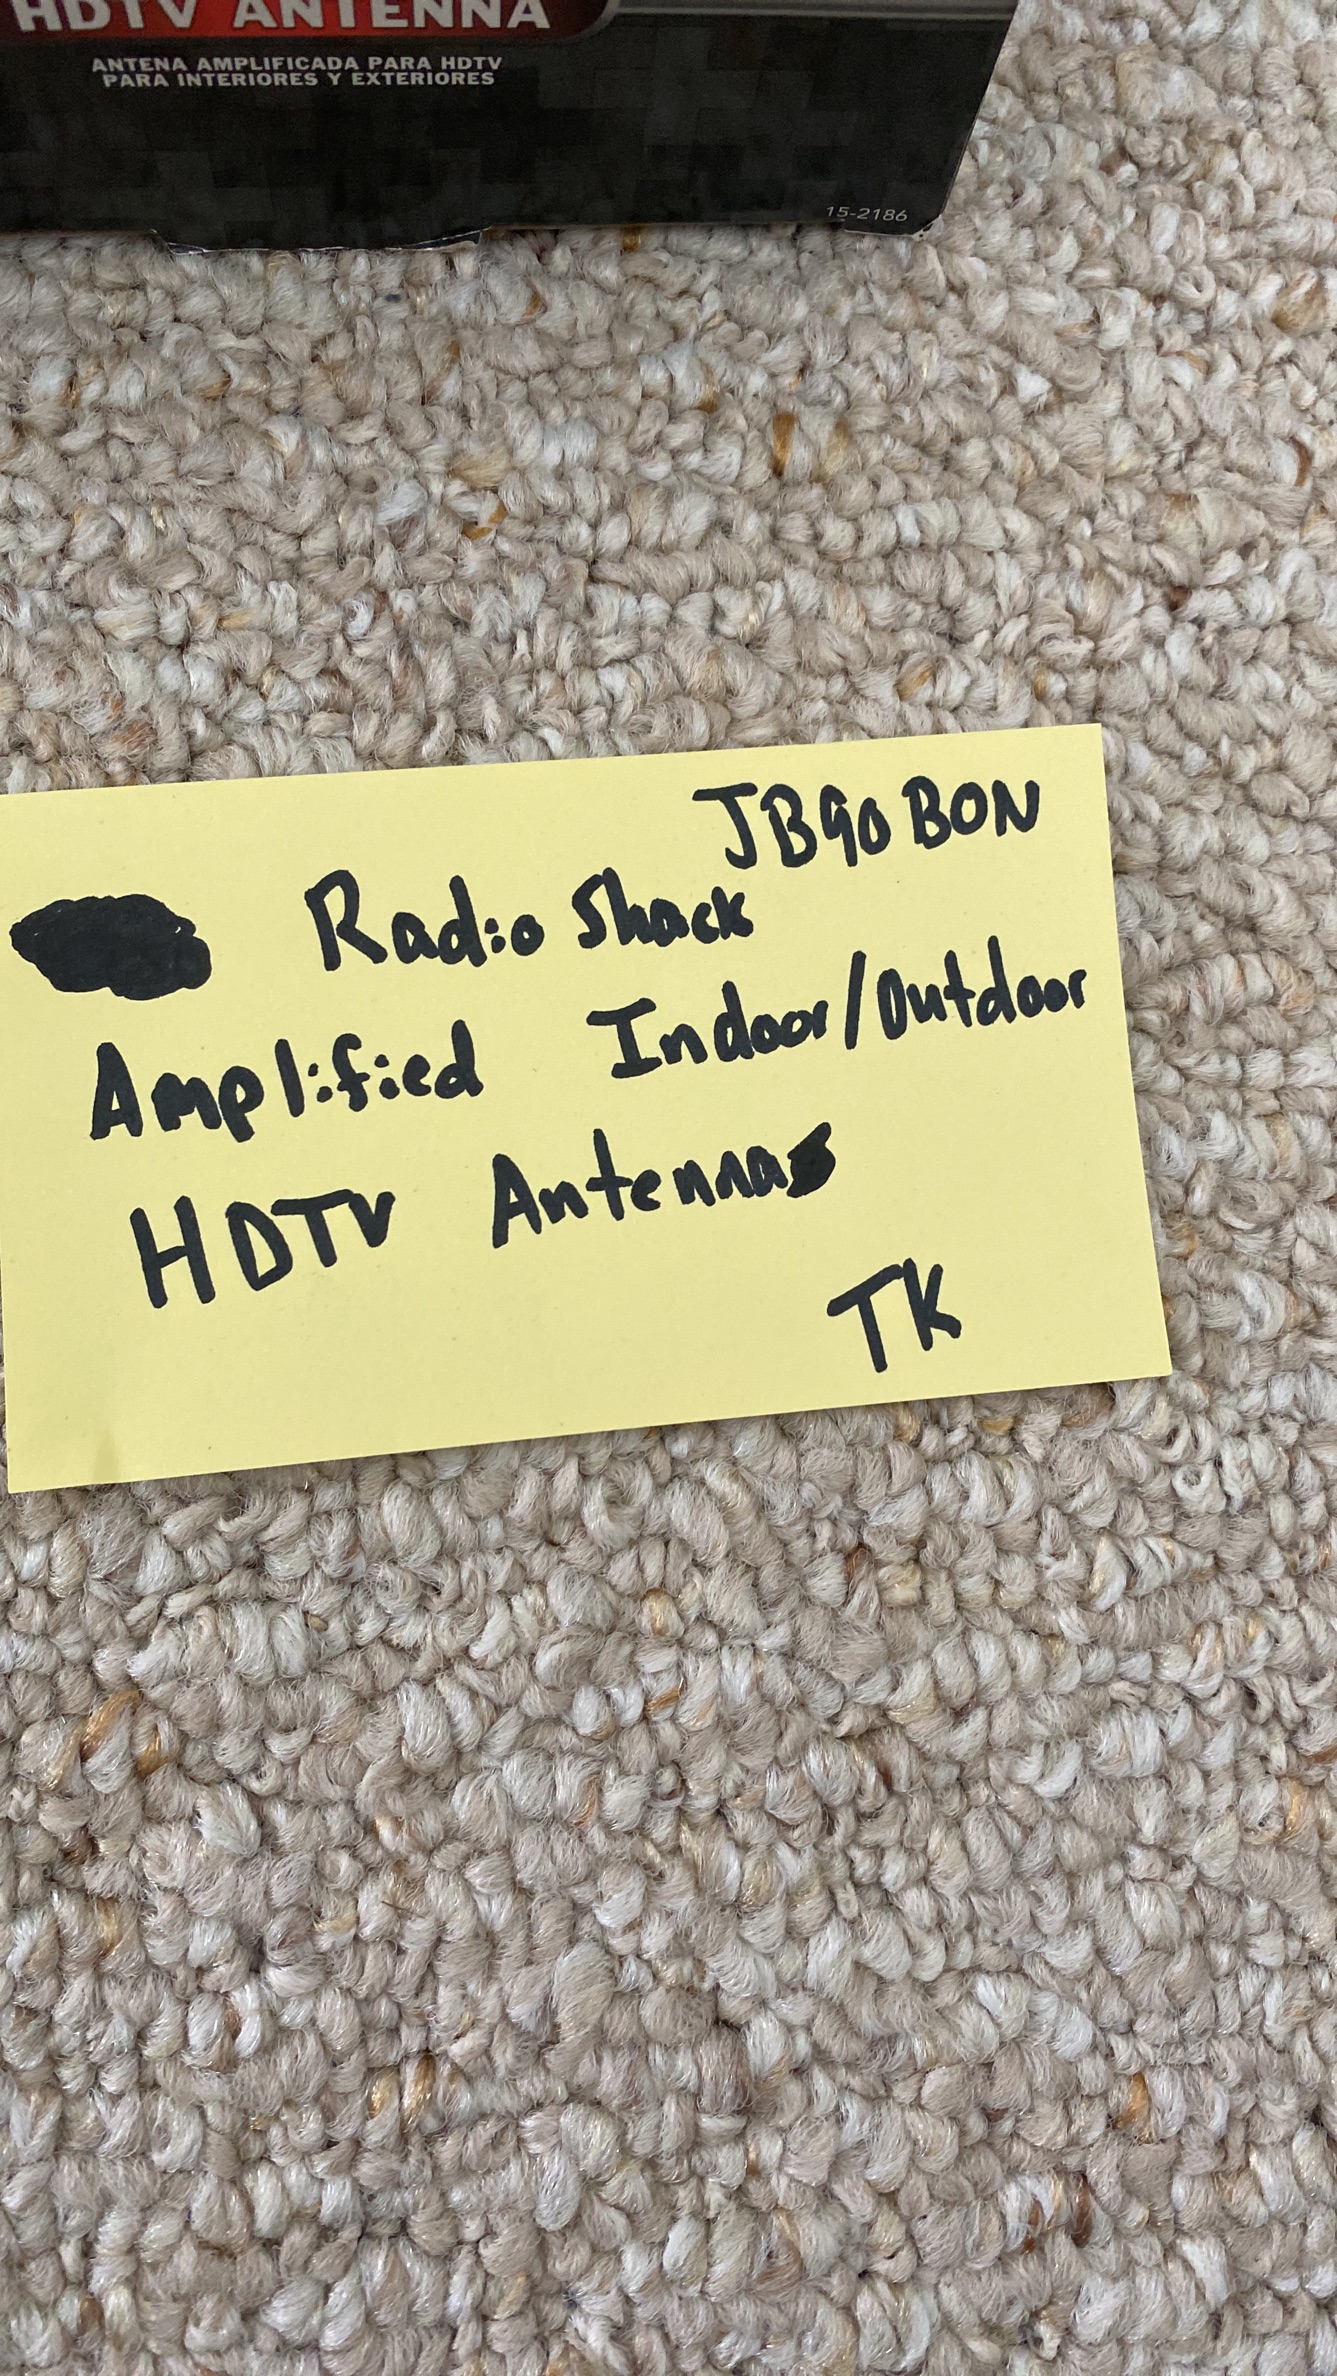 HDTV ANTENNA
ANTENA AMPLIFICADA PARA HDTV
PARA INTERIORES Y EXTERIORES
15-2186
JB90BON
Radio Shack
Amplified Indoor/Outdoor
HDTV Antenna
TK